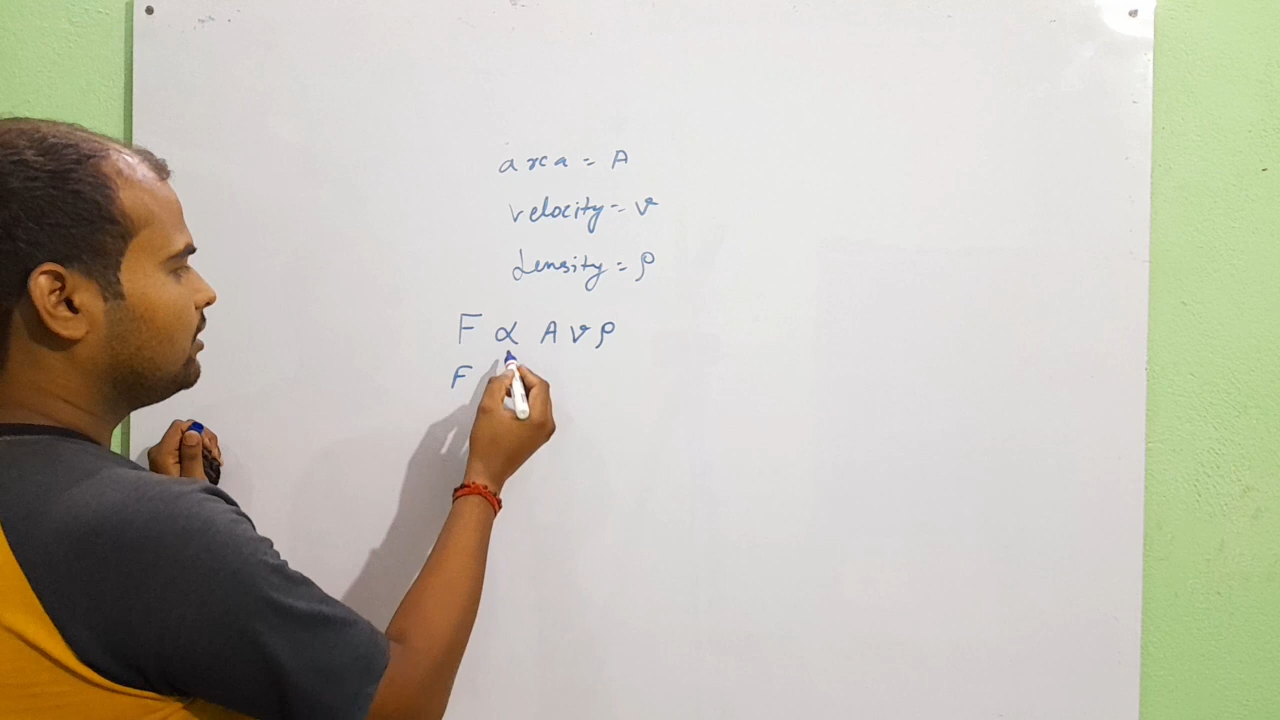 area = A
velocity = v
density = ρ
F ∝ A v ρ
F